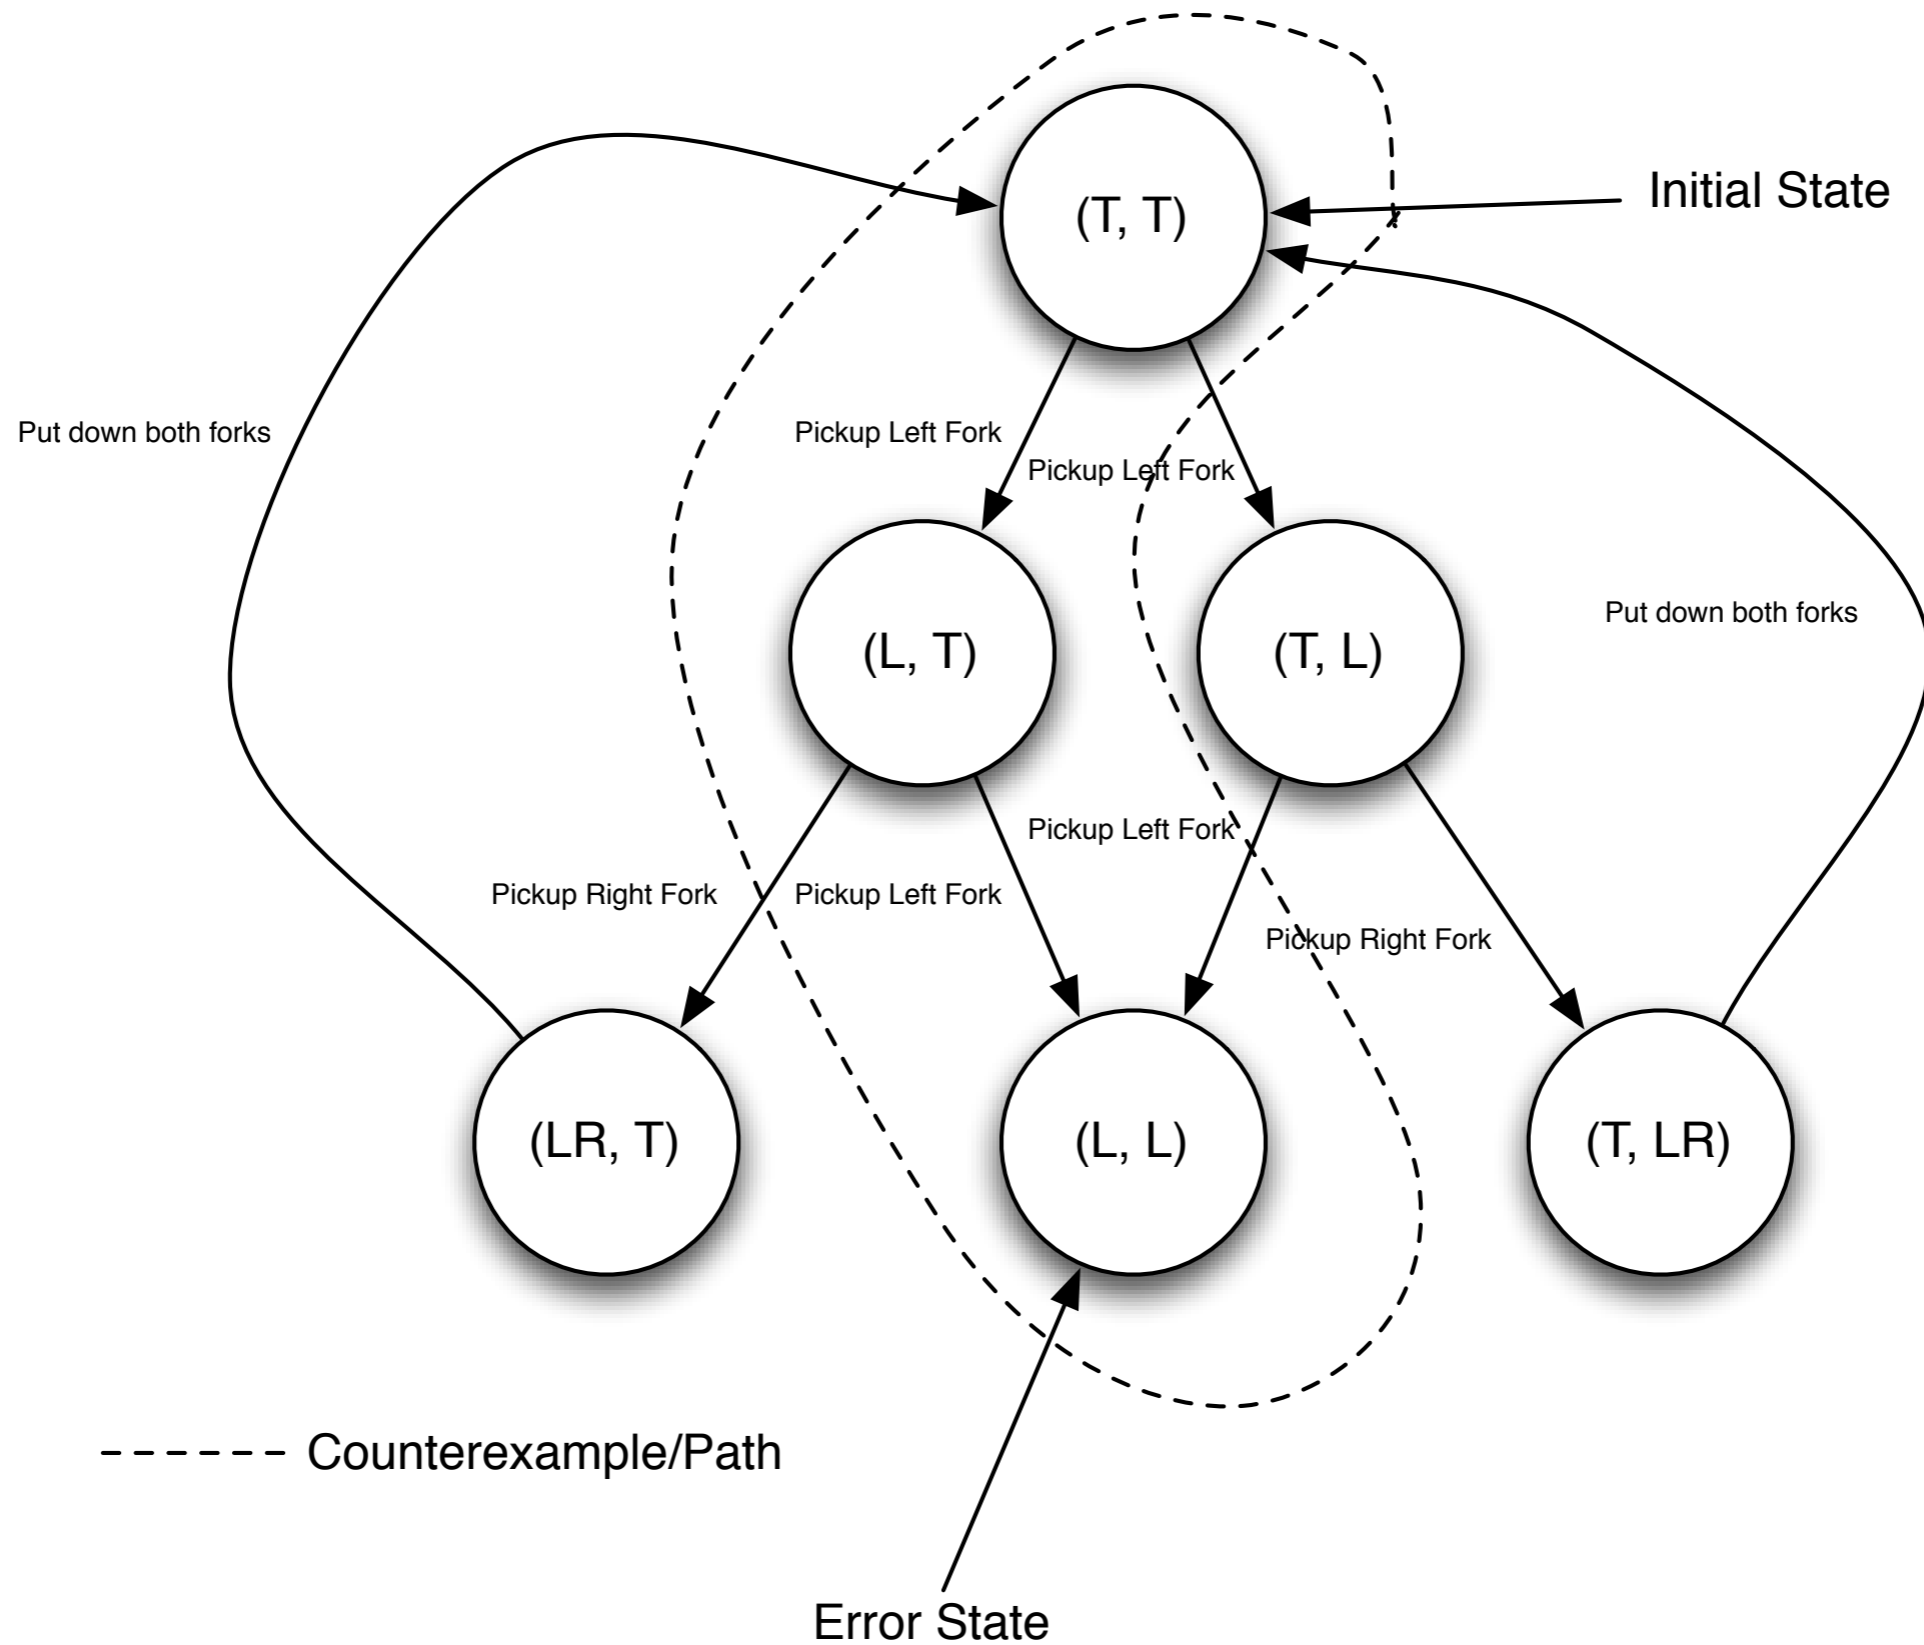 (T, T)
Initial State
Put down both forks
Pickup Left Fork
Pickup Left Fork
Put down both forks
(L, T)
(T, L)
Pickup Left Fork
Pickup Right Fork
Pickup Left Fork
Pickup Right Fork
(LR, T)
(L, L)
(T, LR)
Counterexample/Path
Error State